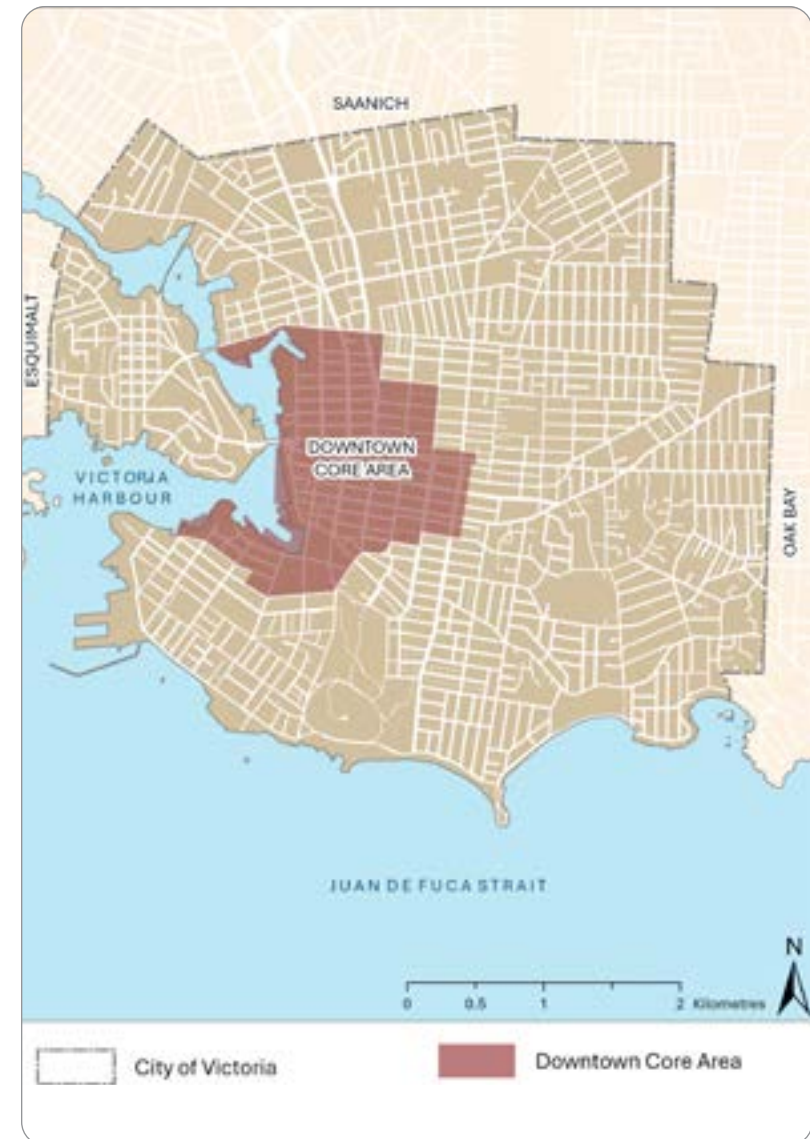 SAANICH
ESQUIMALT
DOWNTOWN
CORE AREA
VICTORIA
HARBOUR
OAK BAY
JUAN DE FUCA STRAIT
N
0 0.5 1 2 Kilometres
City of Victoria
Downtown Core Area